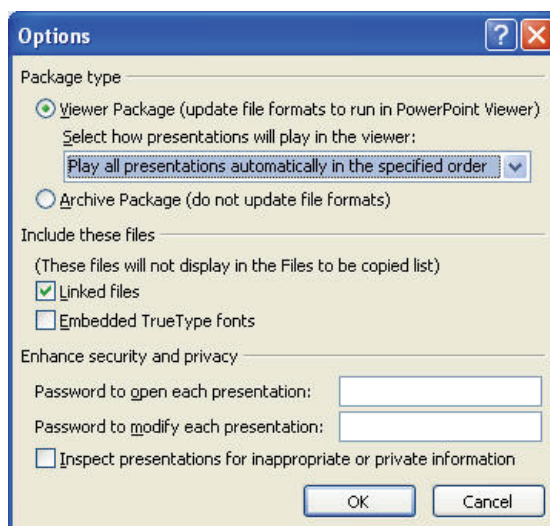 Options
Package type
Viewer Package (update file formats to run in PowerPoint Viewer)
Select how presentations will play in the viewer:
Play all presentations automatically in the specified order
Archive Package (do not update file formats)
Include these files
(These files will not display in the Files to be copied list)
Linked files
Embedded TrueType fonts
Enhance security and privacy
Password to open each presentation:
Password to modify each presentation:
Inspect presentations for inappropriate or private information
OK Cancel